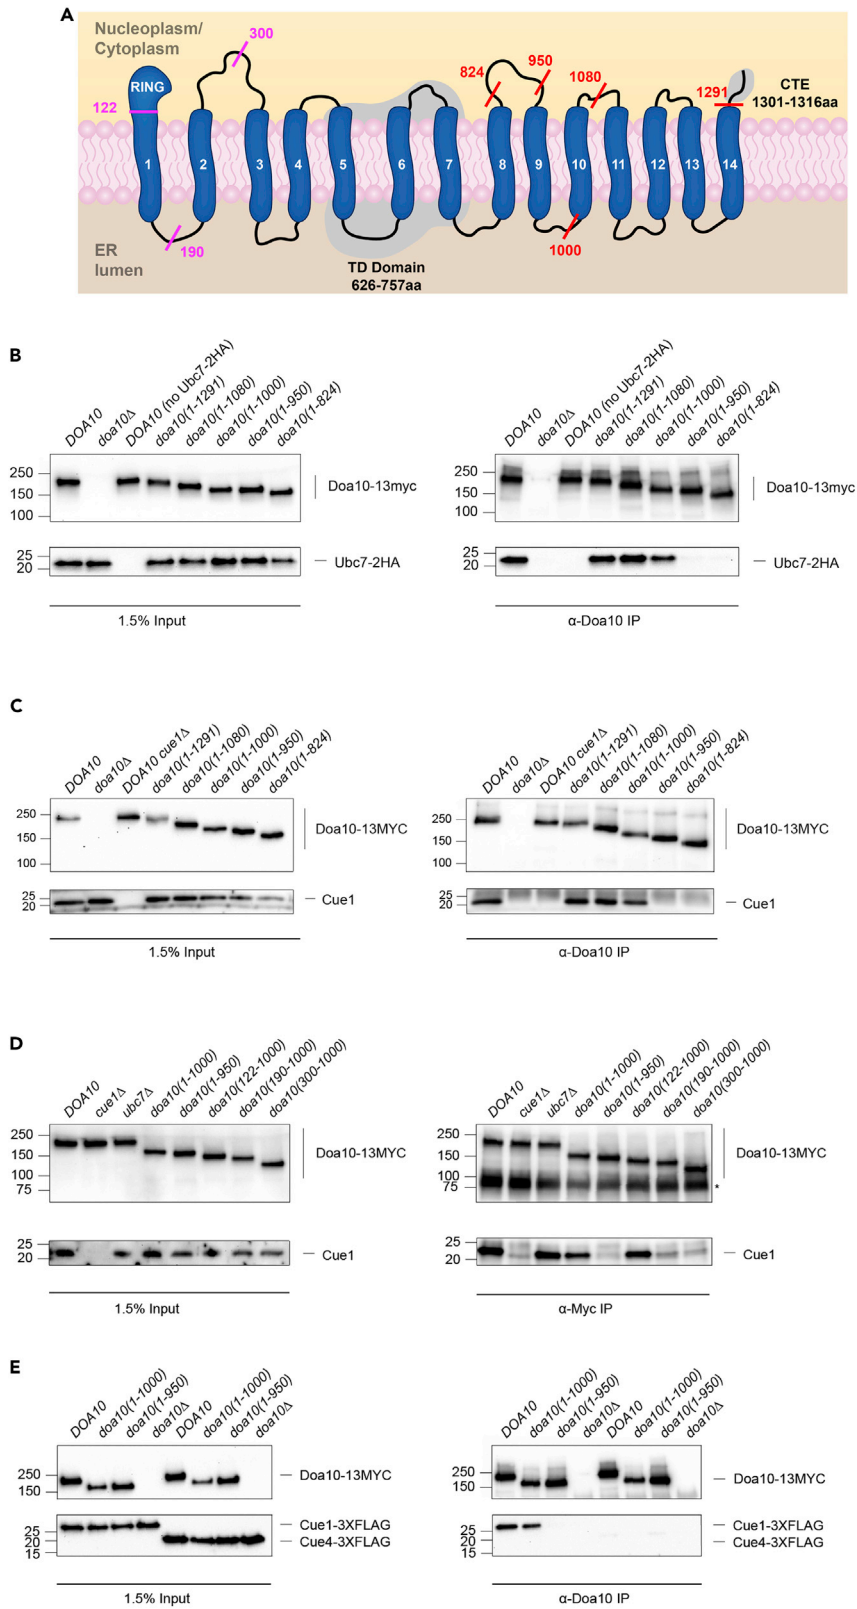 A
Nucleoplasm/
Cytoplasm
300
RING
122
190
824
950
1080
1291
CTE
1301-1316aa
1 2 3 4 5 6 7 8 9 10 11 12 13 14
1000
ER
lumen
TD Domain
626-757aa
B
DOA10
doa10Δ
DOA10 (no Ubc7-2HA)
doa10(1-1291)
doa10(1-1080)
doa10(1-1000)
doa10(1-950)
doa10(1-824)
250
150
100
Doa10-13myc
25
20
Ubc7-2HA
1.5% Input
DOA10
doa10Δ
DOA10 (no Ubc7-2HA)
doa10(1-1291)
doa10(1-1080)
doa10(1-1000)
doa10(1-950)
doa10(1-824)
250
150
100
Doa10-13myc
25
20
Ubc7-2HA
α-Doa10 IP
C
DOA10
doa10Δ
DOA10 cue1Δ
doa10(1-1291)
doa10(1-1080)
doa10(1-1000)
doa10(1-950)
doa10(1-824)
250
150
100
Doa10-13MYC
25
20
Cue1
1.5% Input
DOA10
doa10Δ
DOA10 cue1Δ
doa10(1-1291)
doa10(1-1080)
doa10(1-1000)
doa10(1-950)
doa10(1-824)
250
150
100
Doa10-13MYC
25
20
Cue1
α-Doa10 IP
D
DOA10
cue1Δ
ubc7Δ
doa10(1-1000)
doa10(1-950)
doa10(122-1000)
doa10(190-1000)
doa10(300-1000)
250
150
100
75
Doa10-13MYC
25
20
Cue1
1.5% Input
DOA10
cue1Δ
ubc7Δ
doa10(1-1000)
doa10(1-950)
doa10(122-1000)
doa10(190-1000)
doa10(300-1000)
250
150
100
75
Doa10-13MYC
*
25
20
Cue1
α-Myc IP
E
DOA10
doa10(1-1000)
doa10(1-950)
doa10Δ
DOA10
doa10(1-1000)
doa10(1-950)
doa10Δ
250
150
Doa10-13MYC
25
20
15
Cue1-3XFLAG
Cue4-3XFLAG
1.5% Input
DOA10
doa10(1-1000)
doa10(1-950)
doa10Δ
DOA10
doa10(1-1000)
doa10(1-950)
doa10Δ
250
150
Doa10-13MYC
25
20
15
Cue1-3XFLAG
Cue4-3XFLAG
α-Doa10 IP